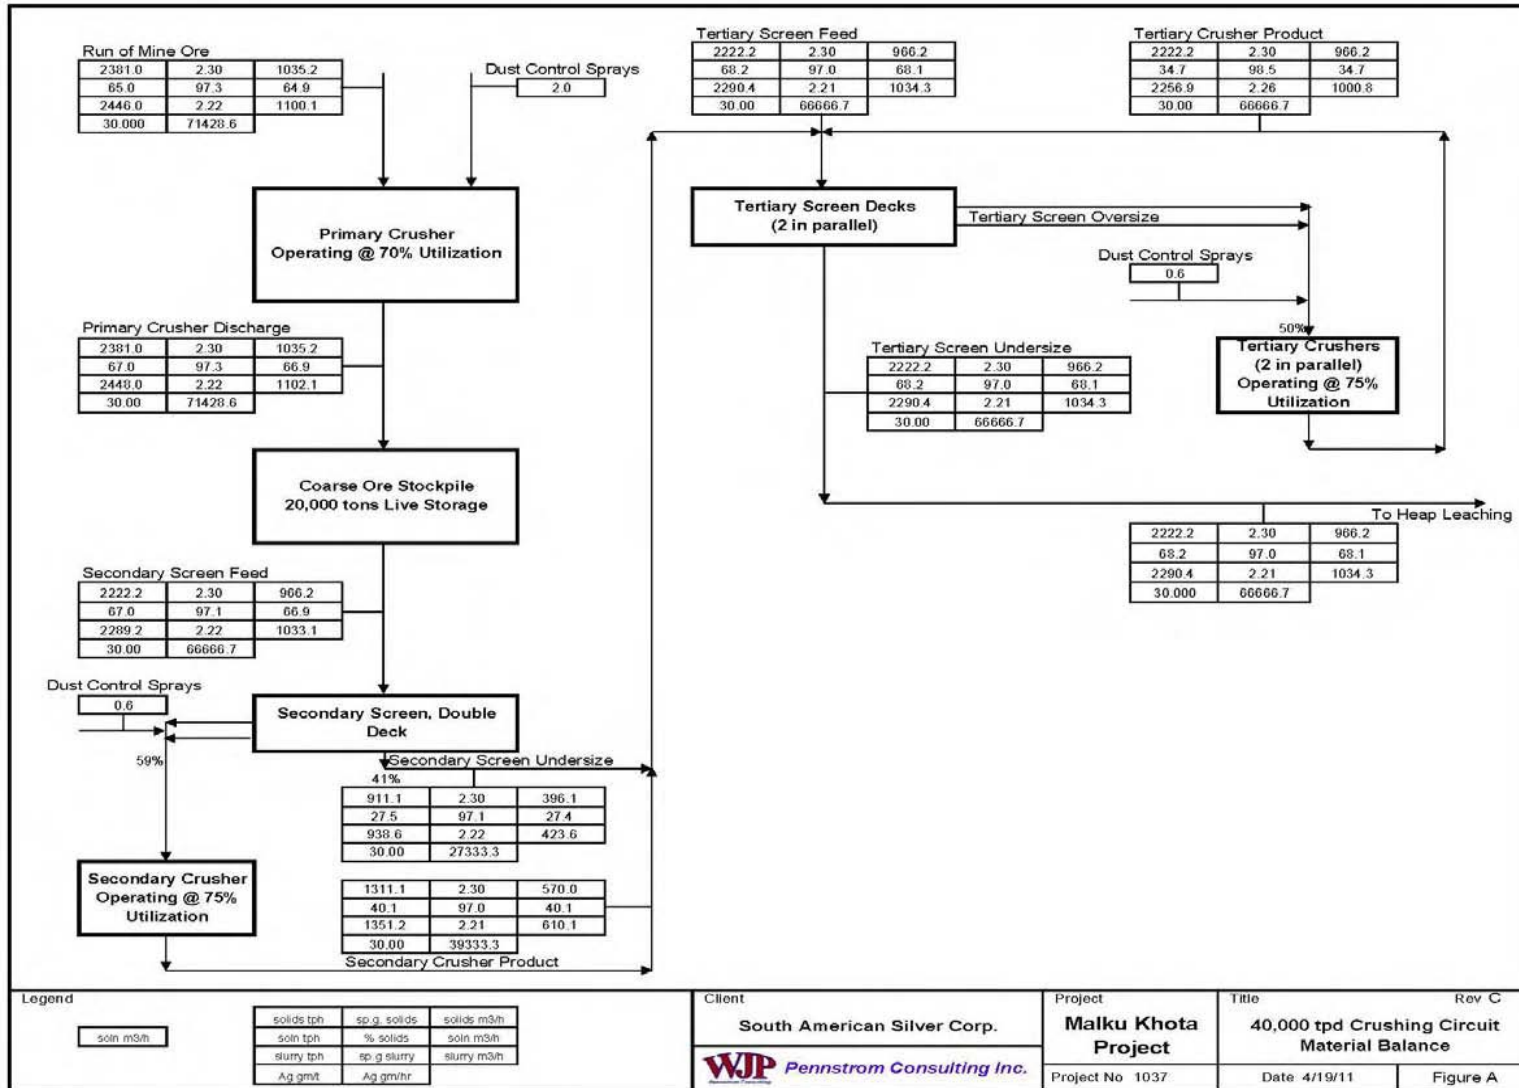 Run of Mine Ore
2381.0 2.30 1035.2
65.0 97.3 64.9
2446.0 2.22 1100.1
30.000 71428.6
Dust Control Sprays
2.0
Primary Crusher
Operating @ 70% Utilization
Primary Crusher Discharge
2381.0 2.30 1035.2
67.0 97.3 66.9
2448.0 2.22 1102.1
30.00 71428.6
Coarse Ore Stockpile
20,000 tons Live Storage
Secondary Screen Feed
2222.2 2.30 966.2
67.0 97.1 66.9
2289.2 2.22 1033.1
30.00 66666.7
Dust Control Sprays
0.6
Secondary Screen, Double
Deck
59%
Secondary Screen Undersize
41%
911.1 2.30 396.1
27.5 97.1 27.4
938.6 2.22 423.6
30.00 27333.3
Secondary Crusher
Operating @ 75%
Utilization
1311.1 2.30 570.0
40.1 97.0 40.1
1351.2 2.21 610.1
30.00 39333.3
Secondary Crusher Product
Tertiary Screen Feed
2222.2 2.30 966.2
68.2 97.0 68.1
2290.4 2.21 1034.3
30.00 66666.7
Tertiary Crusher Product
2222.2 2.30 966.2
34.7 98.5 34.7
2256.9 2.26 1000.8
30.00 66666.7
Tertiary Screen Decks
(2 in parallel)
Tertiary Screen Oversize
Dust Control Sprays
0.6
50%
Tertiary Crushers
(2 in parallel)
Operating @ 75%
Utilization
Tertiary Screen Undersize
2222.2 2.30 966.2
68.2 97.0 68.1
2290.4 2.21 1034.3
30.00 66666.7
To Heap Leaching
2222.2 2.30 966.2
68.2 97.0 68.1
2290.4 2.21 1034.3
30.000 66666.7
Legend
soln m3/h
solids tph sp.g. solids solids m3/h
soln tph % solids soln m3/h
slurry tph sp.g slurry slurry m3/h
Ag gm/t Ag gm/hr
Client
South American Silver Corp.
WJP Pennstrom Consulting Inc.
Pennstrom Consulting
Project
Malku Khota
Project
Project No 1037
Title Rev C
40,000 tpd Crushing Circuit
Material Balance
Date 4/19/11 Figure A